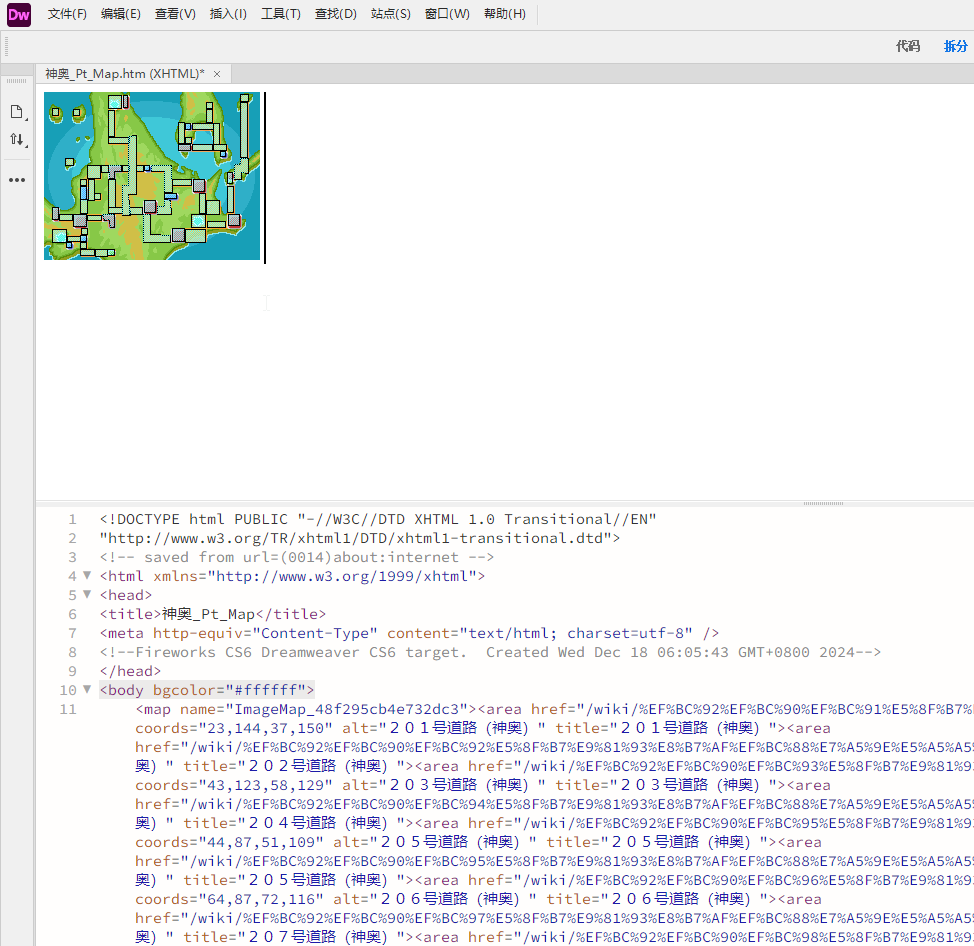 Dw 文件(F) 编辑(E) 查看(V) 插入(I) 工具(T) 查找(D) 站点(S) 窗口(W) 帮助(H)
代码 拆分
神奥_Pt_Map.htm (XHTML)* ×
1 <!DOCTYPE html PUBLIC "-//W3C//DTD XHTML 1.0 Transitional//EN"
2 "http://www.w3.org/TR/xhtml1/DTD/xhtml1-transitional.dtd">
3 <!-- saved from url=(0014)about:internet -->
4 <html xmlns="http://www.w3.org/1999/xhtml">
5 <head>
6 <title>神奥_Pt_Map</title>
7 <meta http-equiv="Content-Type" content="text/html; charset=utf-8" />
8 <!--Fireworks CS6 Dreamweaver CS6 target.  Created Wed Dec 18 06:05:43 GMT+0800 2024-->
9 </head>
10 <body bgcolor="#ffffff">
11 <map name="ImageMap_48f295cb4e732dc3"><area href="/wiki/%EF%BC%92%EF%BC%90%EF%BC%91%E5%8F%B7%
coords="23,144,37,150" alt="２０１号道路（神奥）" title="２０１号道路（神奥）"><area
href="/wiki/%EF%BC%92%EF%BC%90%EF%BC%92%E5%8F%B7%E9%81%93%E8%B7%AF%EF%BC%88%E7%A5%9E%E5%A5%A5%
奥）" title="２０２号道路（神奥）"><area href="/wiki/%EF%BC%92%EF%BC%90%EF%BC%93%E5%8F%B7%E9%81%93
coords="43,123,58,129" alt="２０３号道路（神奥）" title="２０３号道路（神奥）"><area
href="/wiki/%EF%BC%92%EF%BC%90%EF%BC%94%E5%8F%B7%E9%81%93%E8%B7%AF%EF%BC%88%E7%A5%9E%E5%A5%A5%
奥）" title="２０４号道路（神奥）"><area href="/wiki/%EF%BC%92%EF%BC%90%EF%BC%95%E5%8F%B7%E9%81%93
coords="44,87,51,109" alt="２０５号道路（神奥）" title="２０５号道路（神奥）"><area
href="/wiki/%EF%BC%92%EF%BC%90%EF%BC%95%E5%8F%B7%E9%81%93%E8%B7%AF%EF%BC%88%E7%A5%9E%E5%A5%A5%
奥）" title="２０５号道路（神奥）"><area href="/wiki/%EF%BC%92%EF%BC%90%EF%BC%96%E5%8F%B7%E9%81%93
coords="64,87,72,116" alt="２０６号道路（神奥）" title="２０６号道路（神奥）"><area
href="/wiki/%EF%BC%92%EF%BC%90%EF%BC%97%E5%8F%B7%E9%81%93%E8%B7%AF%EF%BC%88%E7%A5%9E%E5%A5%A5%
奥）" title="２０７号道路（神奥）"><area href="/wiki/%EF%BC%92%EF%BC%90%EF%BC%98%E5%8F%B7%E9%81%93